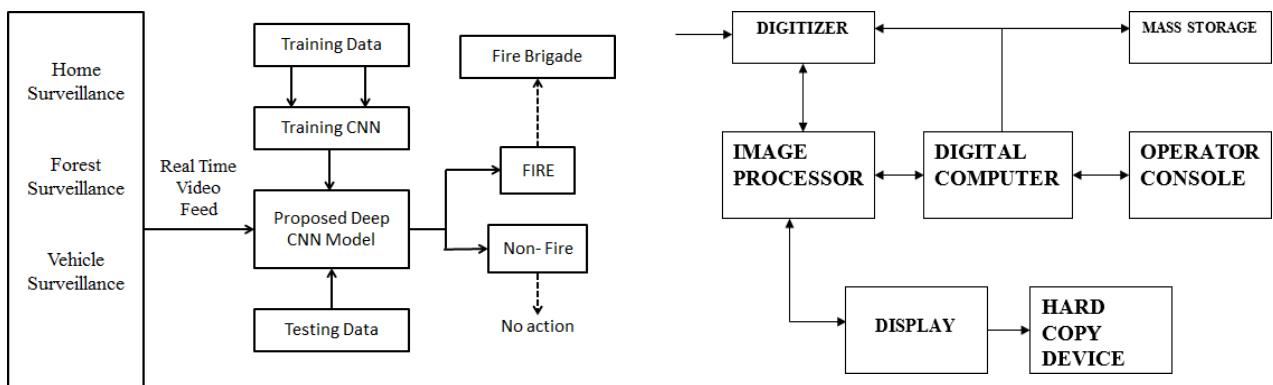 Home
Surveillance
Forest
Surveillance
Vehicle
Surveillance
Real Time
Video
Feed
Training Data
Training CNN
Proposed Deep
CNN Model
Testing Data
Fire Brigade
FIRE
Non- Fire
No action
DIGITIZER
MASS STORAGE
IMAGE
PROCESSOR
DIGITAL
COMPUTER
OPERATOR
CONSOLE
DISPLAY
HARD
COPY
DEVICE